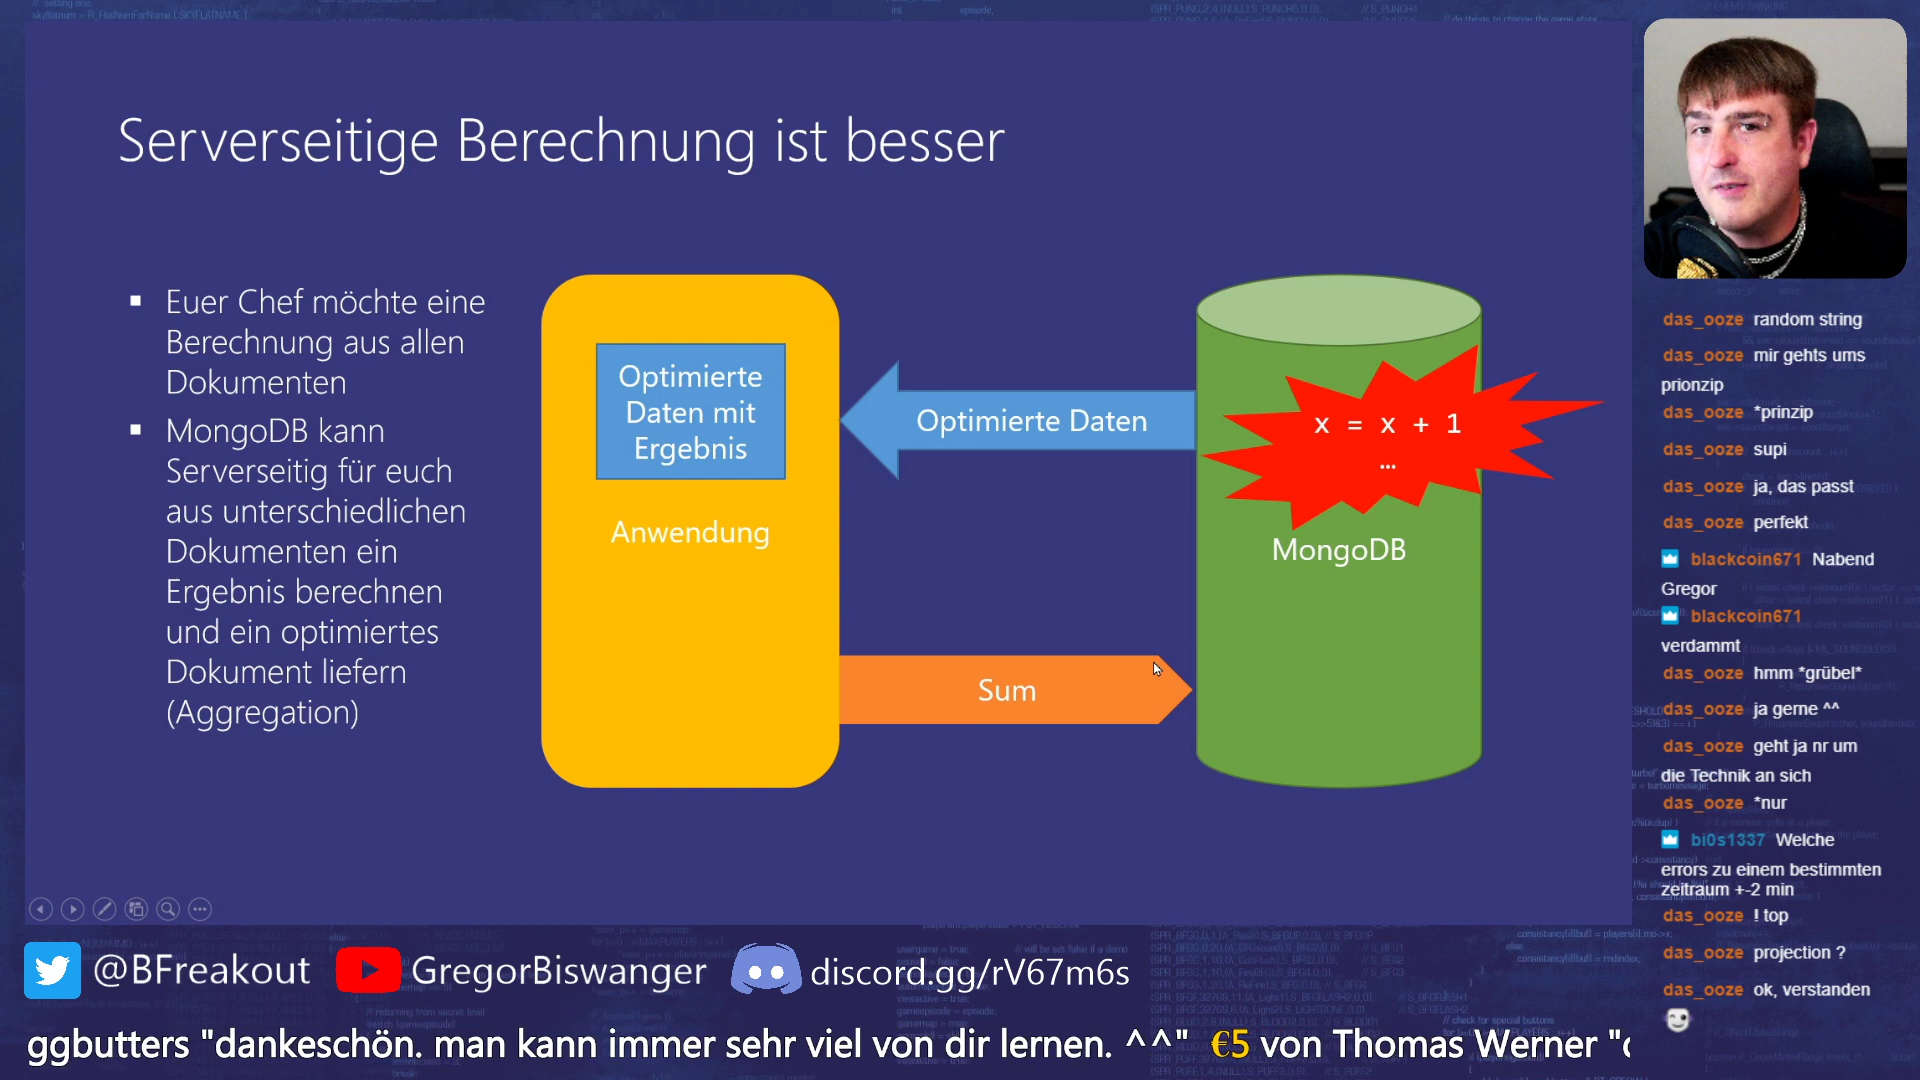 Serverseitige Berechnung ist besser
▪ Euer Chef möchte eine
Berechnung aus allen
Dokumenten
▪ MongoDB kann
Serverseitig für euch
aus unterschiedlichen
Dokumenten ein
Ergebnis berechnen
und ein optimiertes
Dokument liefern
(Aggregation)
Optimierte
Daten mit
Ergebnis
Anwendung
Optimierte Daten
x = x + 1
...
MongoDB
Sum
das_ooze random string
das_ooze mir gehts ums
prionzip
das_ooze *prinzip
das_ooze supi
das_ooze ja, das passt
das_ooze perfekt
blackcoin671 Nabend
Gregor
blackcoin671
verdammt
das_ooze hmm *grübel*
das_ooze ja gerne ^^
das_ooze geht ja nr um
die Technik an sich
das_ooze *nur
bi0s1337 Welche
errors zu einem bestimmten
zeitraum +-2 min
das_ooze ! top
das_ooze projection ?
das_ooze ok, verstanden
@BFreakout GregorBiswanger discord.gg/rV67m6s
ggbutters "dankeschön. man kann immer sehr viel von dir lernen. ^^" €5 von Thomas Werner "